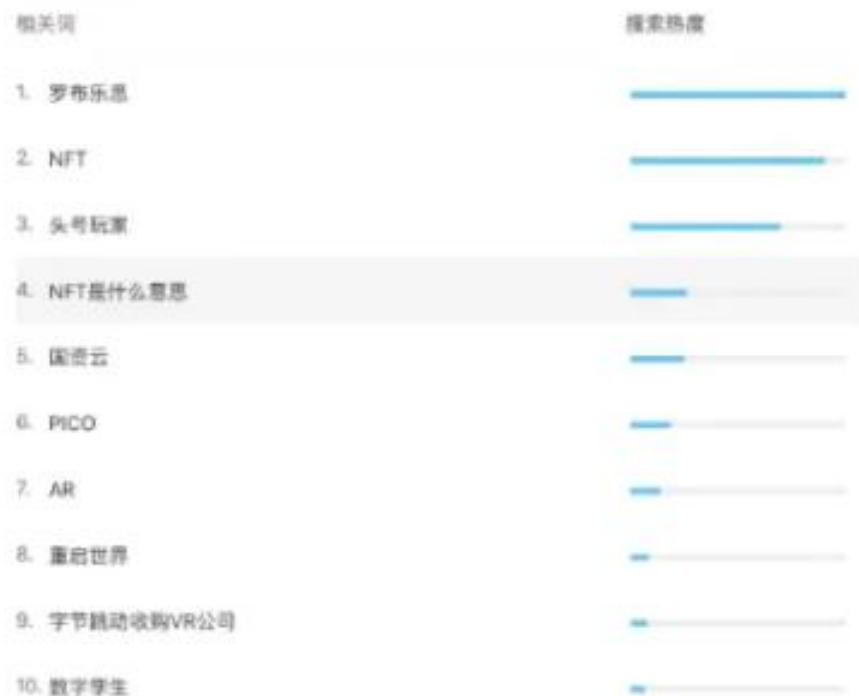 相关词 搜索热度
1. 罗布乐思
2. NFT
3. 头号玩家
4. NFT是什么意思
5. 国资云
6. PICO
7. AR
8. 重启世界
9. 字节跳动收购VR公司
10. 数字孪生